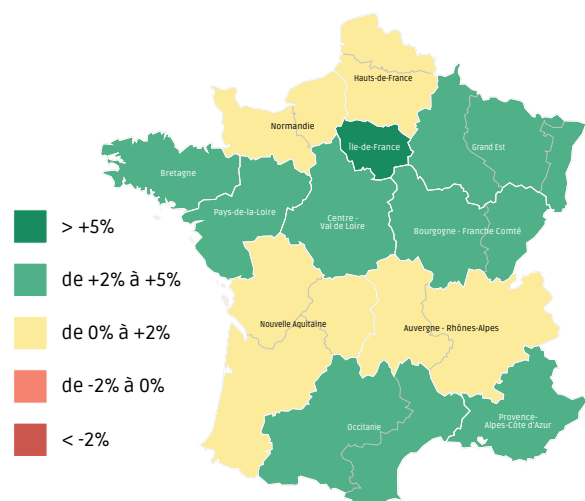 Hauts-de-France
Normandie
Île-de-France
Grand Est
Bretagne
Pays-de-la-Loire
Centre -
Val de Loire
Bourgogne - Franche Comté
Nouvelle Aquitaine
Auvergne - Rhônes-Alpes
Occitanie
Provence-
Alpes-Côte d'Azur
> +5%
de +2% à +5%
de 0% à +2%
de -2% à 0%
< -2%